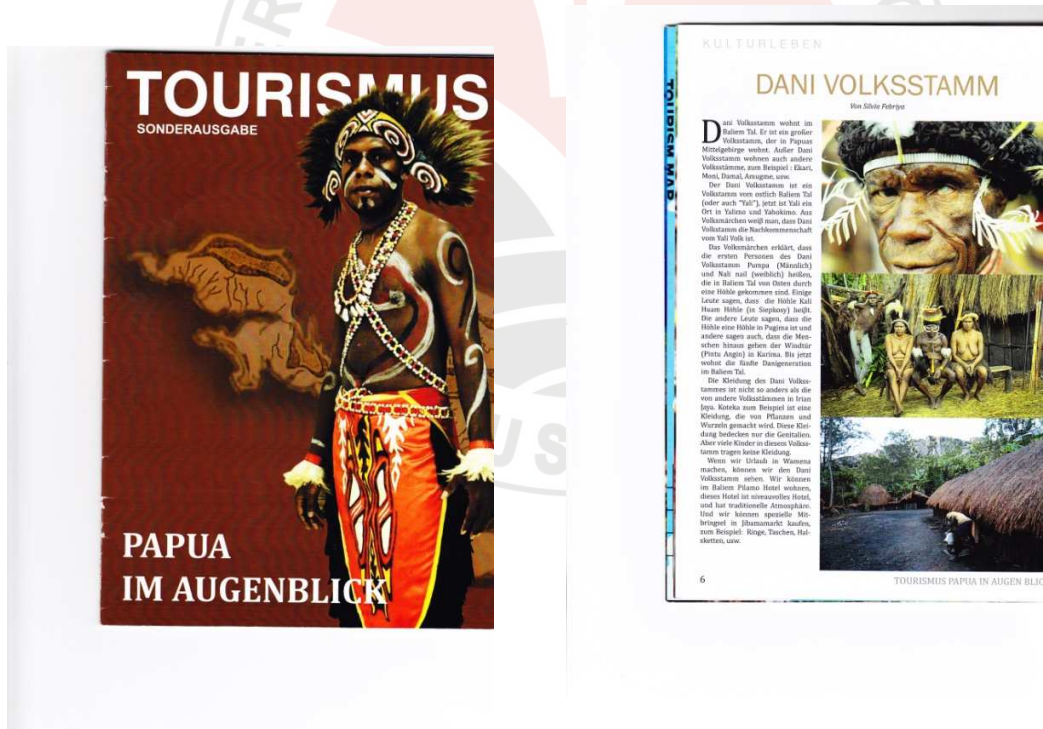 TOURISMUS
SONDERAUSGABE
PAPUA
IM AUGENBLICK
TOURISM MAP
KULTURLEBEN
DANI VOLKSSTAMM
Von Silvia Febriya
Dani Volksstamm wohnt im
Baliem Tal. Er ist ein großer
Volksstamm, der in Papuas
Mittelgebirge wohnt. Außer Dani
Volksstamm wohnen auch andere
Volksstämme, zum Beispiel : Ekari,
Moni, Damal, Amugme, usw.
Der Dani Volksstamm ist ein
Volkstamm vom ostlich Baliem Tal
(oder auch "Yali"), jetzt ist Yali ein
Ort in Yalimo und Yahokimo. Aus
Volksmärchen weiβ man, dass Dani
Volkstamm die Nachkommenschaft
vom Yali Volk ist.
Das Volksmärchen erklärt, dass
die ersten Personen des Dani
Volksstamm Pumpa (Männlich)
und Nali nali (weiblich) heißen,
die in Baliem Tal von Osten durch
eine Höhle gekommen sind. Einige
Leute sagen, dass die Höhle Kali
Huam Höhle (in Siepkosy) heißt.
Die andere Leute sagen, dass die
Höhle eine Höhle in Pugima ist und
andere sagen auch, dass die Men-
schen hinaus gehen der Windtür
(Pintu Angin) in Karima. Bis jetzt
wohnt die fünfte Danigeneration
im Baliem Tal.
Die Kleidung des Dani Volkss-
tammes ist nicht so anders als die
von andere Volksstämmen in Irian
Jaya. Koteka zum Beispiel ist eine
Kleidung, die von Pflanzen und
Wurzeln gemacht wird. Diese Klei-
dung bedecken nur die Genitalien.
Aber viele Kinder in diesem Volkss-
tamm tragen keine Kleidung.
Wenn wir Urlaub in Wamena
machen, können wir den Dani
Volksstamm sehen. Wir können
im Baliem Pilamo Hotel wohnen,
dieses Hotel ist niveauvolles Hotel,
und hat traditionelle Atmosphäre.
Und wir können spezielle Mit-
bringsel in Jibamamarkt kaufen,
zum Beispiel: Ringe, Taschen, Hal-
sketten, usw.
6
TOURISMUS PAPUA IN AUGEN BLIC